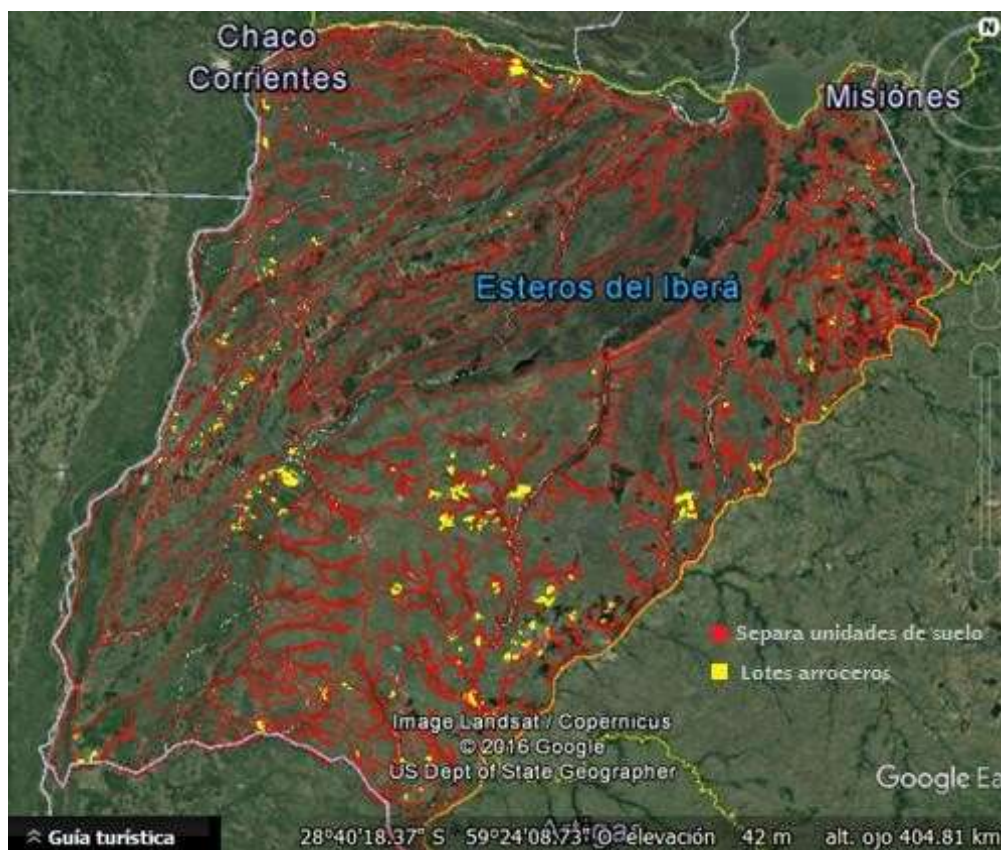 N
Chaco
Corrientes
Misiónes
Esteros del Iberá
Separa unidades de suelo
Lotes arroceros
Image Landsat / Copernicus
© 2016 Google
US Dept of State Geographer
Google Ea
Artigas
Guía turística
28°40'18.37" S 59°24'08.73" O elevación 42 m alt. ojo 404.81 km